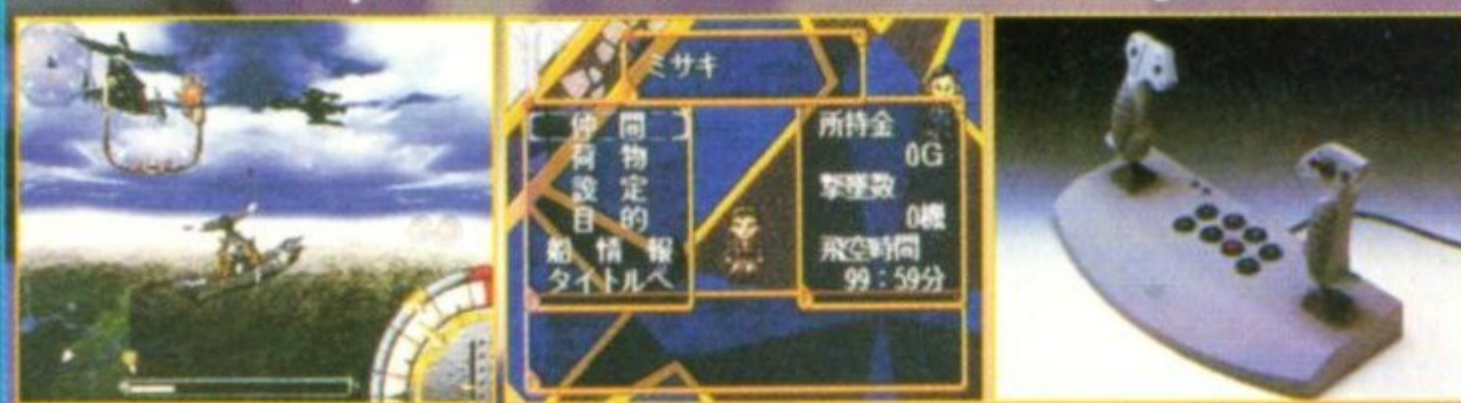 ミサキ
仲間
荷物
設定
目的
船情報
タイトルへ
所持金
0G
撃墜数
0機
飛空時間
99:59分